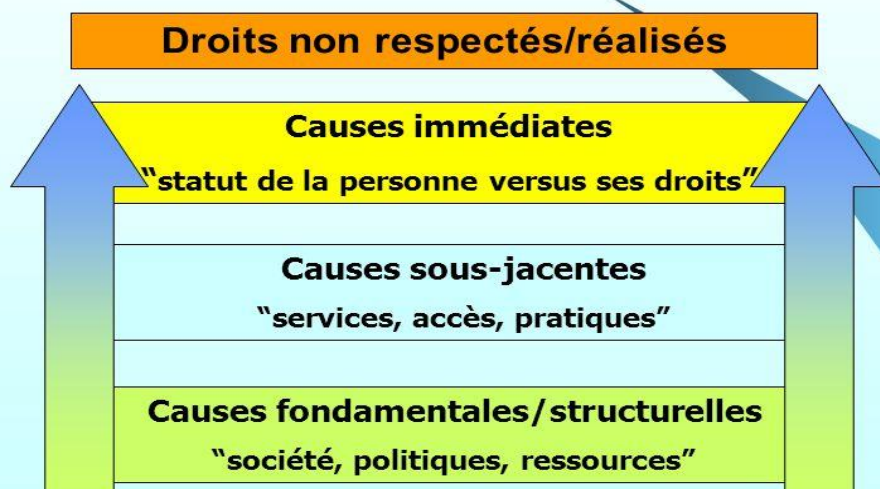 Droits non respectés/réalisés
Causes immédiates
“statut de la personne versus ses droits”
Causes sous-jacentes
“services, accès, pratiques”
Causes fondamentales/structurelles
“société, politiques, ressources”